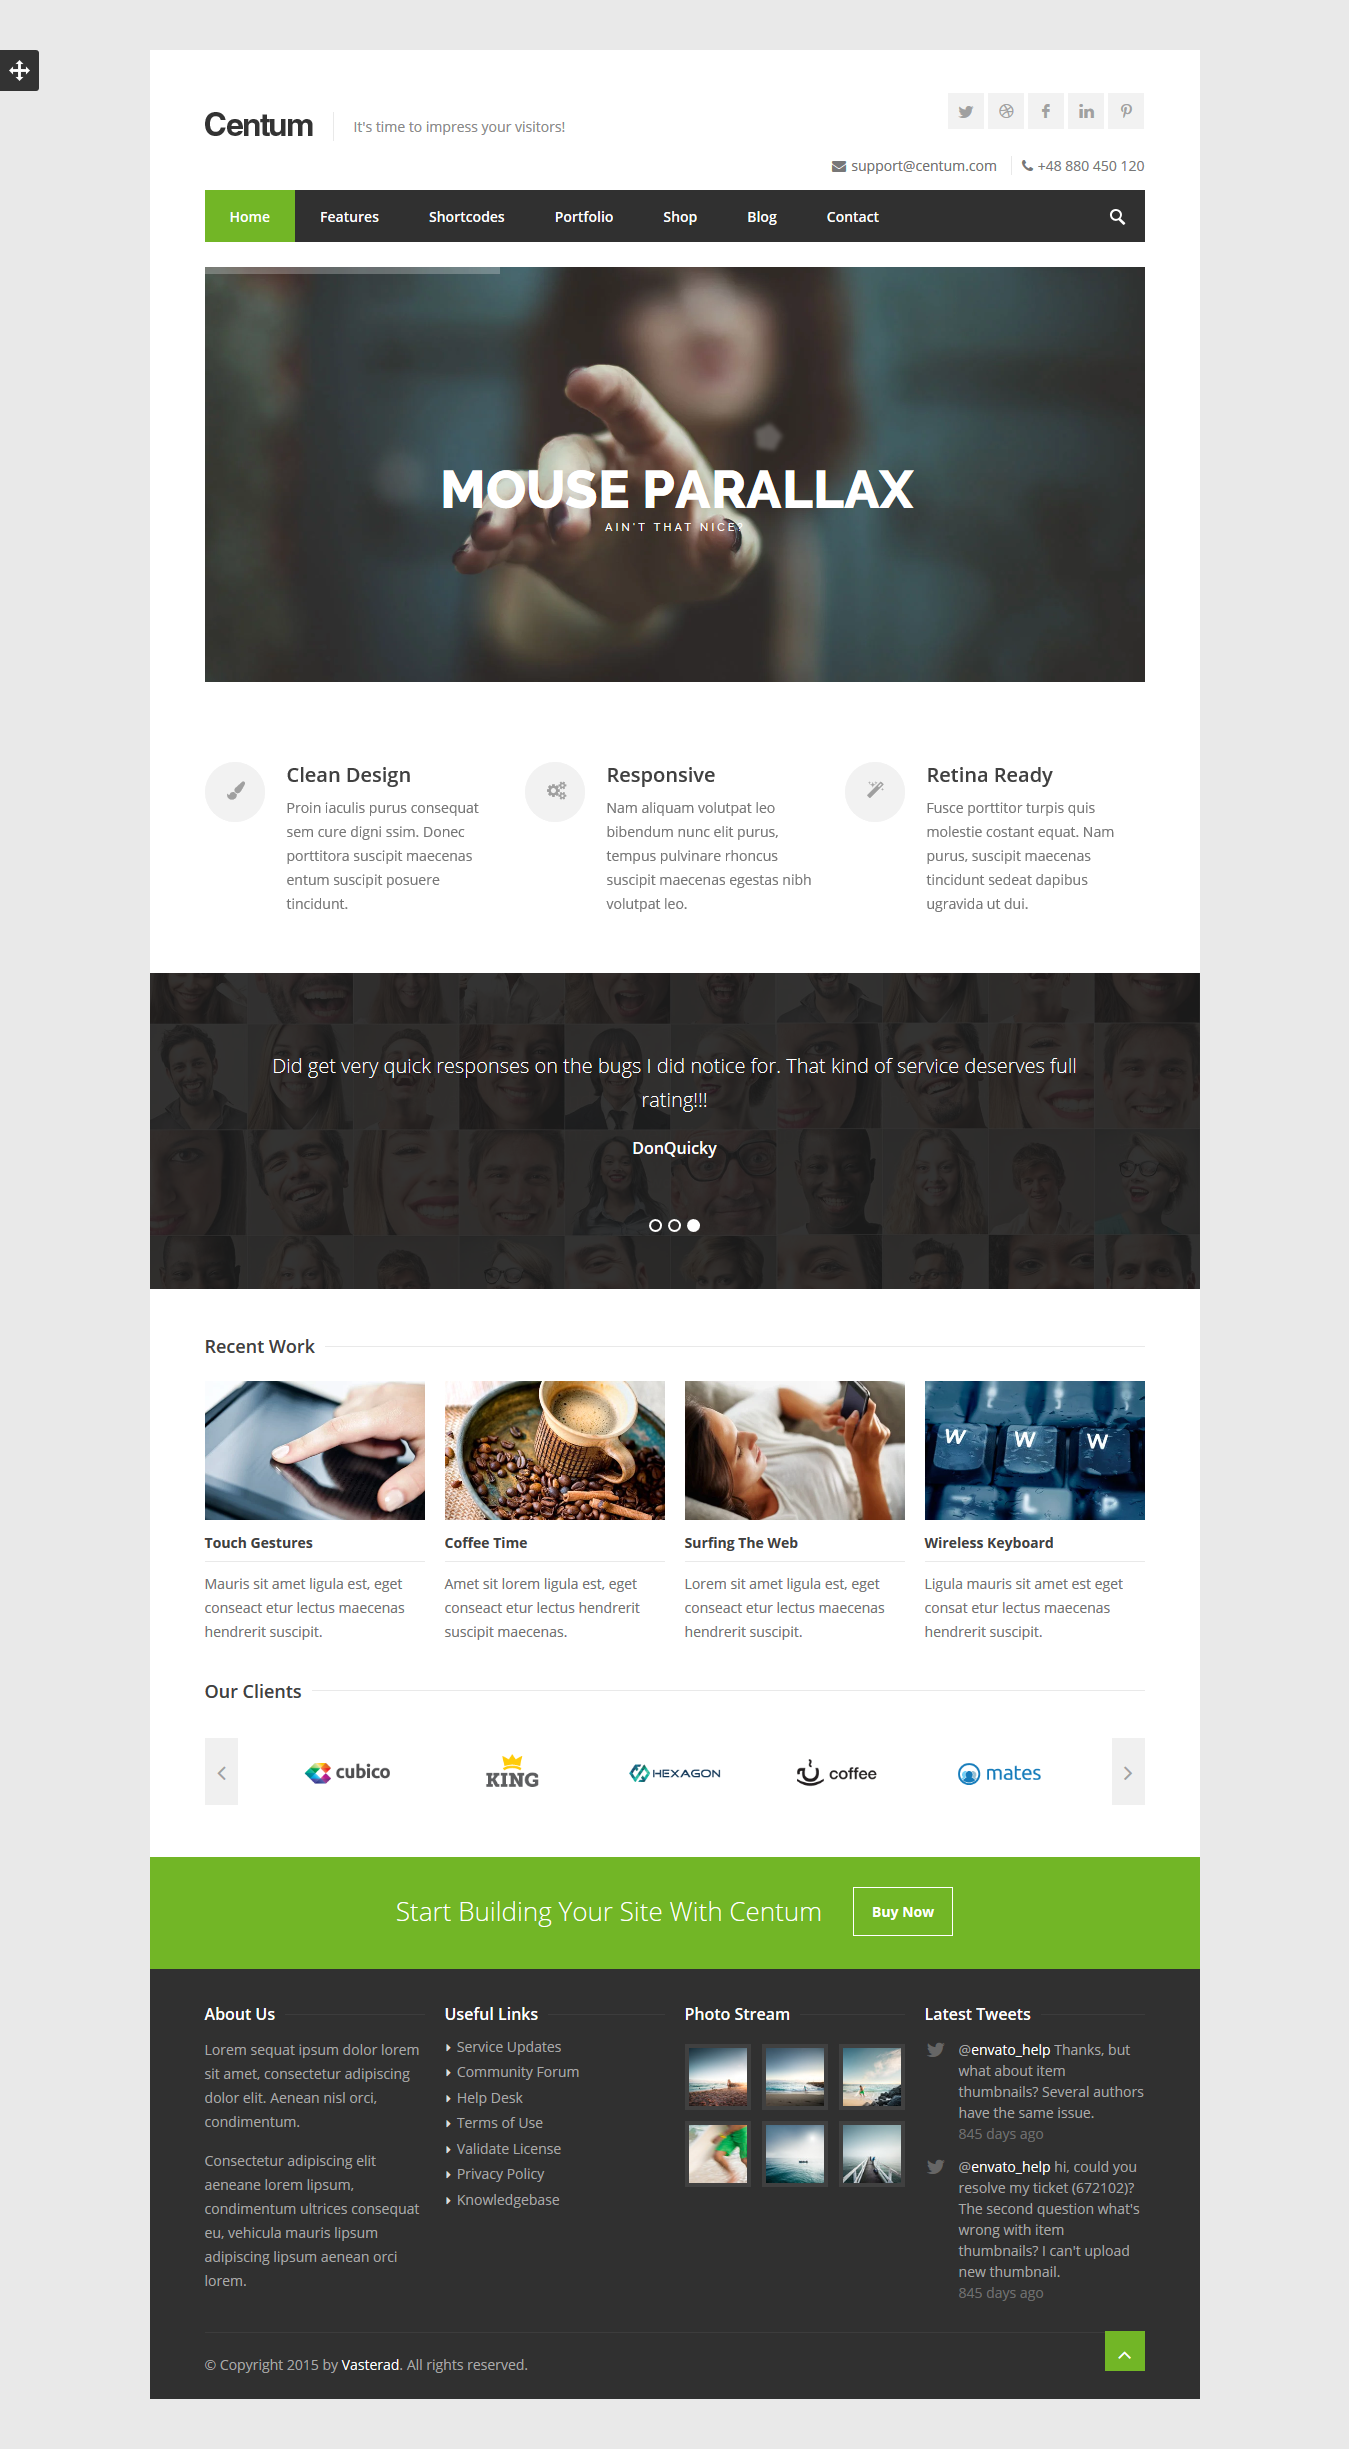 Centum
It's time to impress your visitors!
support@centum.com
+48 880 450 120
Home
Features
Shortcodes
Portfolio
Shop
Blog
Contact
MOUSE PARALLAX
AIN'T THAT NICE?
Clean Design
Proin iaculis purus consequat
sem cure digni ssim. Donec
porttitora suscipit maecenas
entum suscipit posuere
tincidunt.
Responsive
Nam aliquam volutpat leo
bibendum nunc elit purus,
tempus pulvinare rhoncus
suscipit maecenas egestas nibh
volutpat leo.
Retina Ready
Fusce porttitor turpis quis
molestie costant equat. Nam
purus, suscipit maecenas
tincidunt sedeat dapibus
ugravida ut dui.
Did get very quick responses on the bugs I did notice for. That kind of service deserves full
rating!!!
DonQuicky
Recent Work
W W W
L P
Touch Gestures
Mauris sit amet ligula est, eget
conseact etur lectus maecenas
hendrerit suscipit.
Coffee Time
Amet sit lorem ligula est, eget
conseact etur lectus hendrerit
suscipit maecenas.
Surfing The Web
Lorem sit amet ligula est, eget
conseact etur lectus maecenas
hendrerit suscipit.
Wireless Keyboard
Ligula mauris sit amet est eget
consat etur lectus maecenas
hendrerit suscipit.
Our Clients
cubico
KING
HEXAGON
coffee
mates
Start Building Your Site With Centum
Buy Now
About Us
Lorem sequat ipsum dolor lorem
sit amet, consectetur adipiscing
dolor elit. Aenean nisl orci,
condimentum.
Consectetur adipiscing elit
aeneane lorem lipsum,
condimentum ultrices consequat
eu, vehicula mauris lipsum
adipiscing lipsum aenean orci
lorem.
Useful Links
Service Updates
Community Forum
Help Desk
Terms of Use
Validate License
Privacy Policy
Knowledgebase
Photo Stream
Latest Tweets
@envato_help Thanks, but
what about item
thumbnails? Several authors
have the same issue.
845 days ago
@envato_help hi, could you
resolve my ticket (672102)?
The second question what's
wrong with item
thumbnails? I can't upload
new thumbnail.
845 days ago
© Copyright 2015 by Vasterad. All rights reserved.